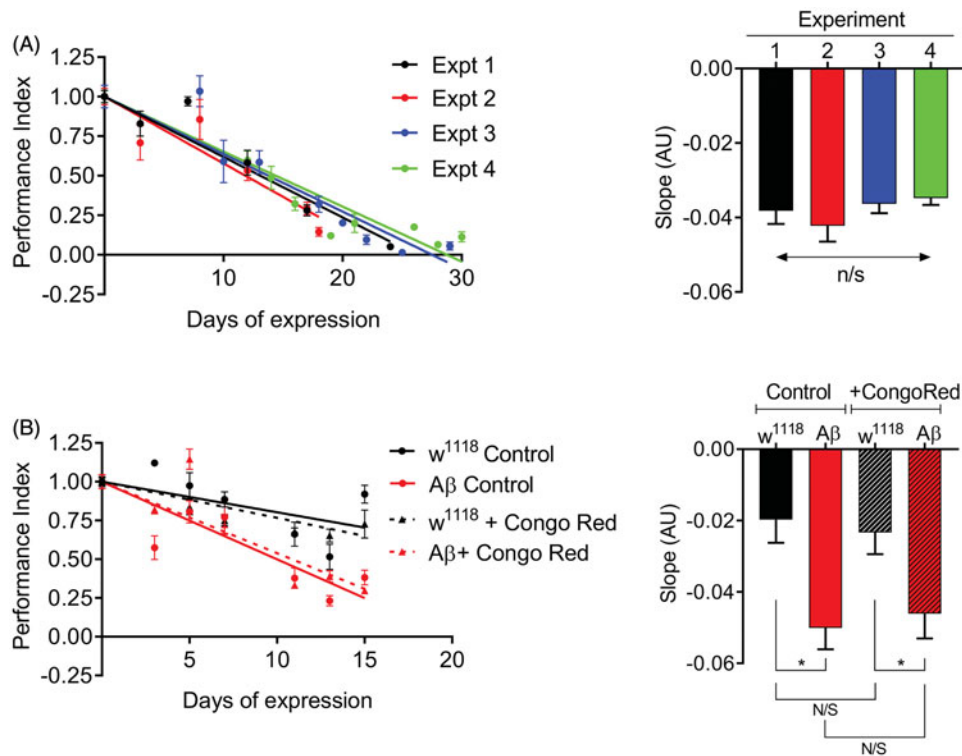 (A)
Performance Index
1.25
1.00
0.75
0.50
0.25
0.00
-0.25
10
20
30
Days of expression
Expt 1
Expt 2
Expt 3
Expt 4
Experiment
1 2 3 4
0.00
-0.02
-0.04
-0.06
Slope (AU)
n/s
(B)
Performance Index
1.25
1.00
0.75
0.50
0.25
0.00
-0.25
5
10
15
20
Days of expression
w¹¹¹⁸ Control
Aβ Control
w¹¹¹⁸ + Congo Red
Aβ+ Congo Red
Control +CongoRed
w¹¹¹⁸ Aβ w¹¹¹⁸ Aβ
0.00
-0.02
-0.04
-0.06
Slope (AU)
* *
N/S
N/S